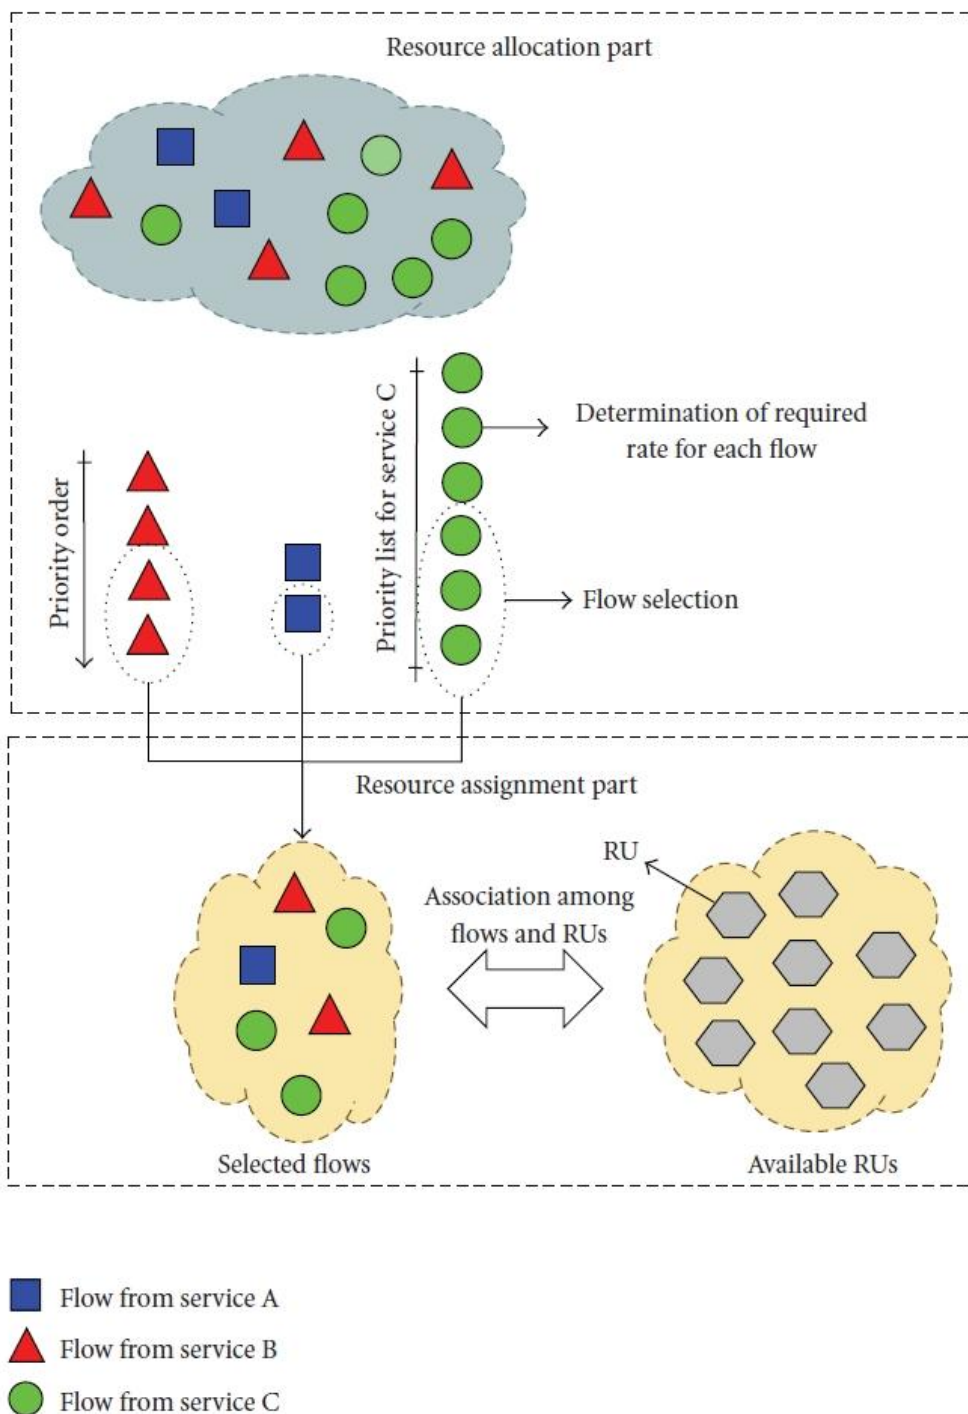 Resource allocation part
Priority order
Priority list for service C
Determination of required
rate for each flow
Flow selection
Resource assignment part
RU
Association among
flows and RUs
Selected flows
Available RUs
Flow from service A
Flow from service B
Flow from service C